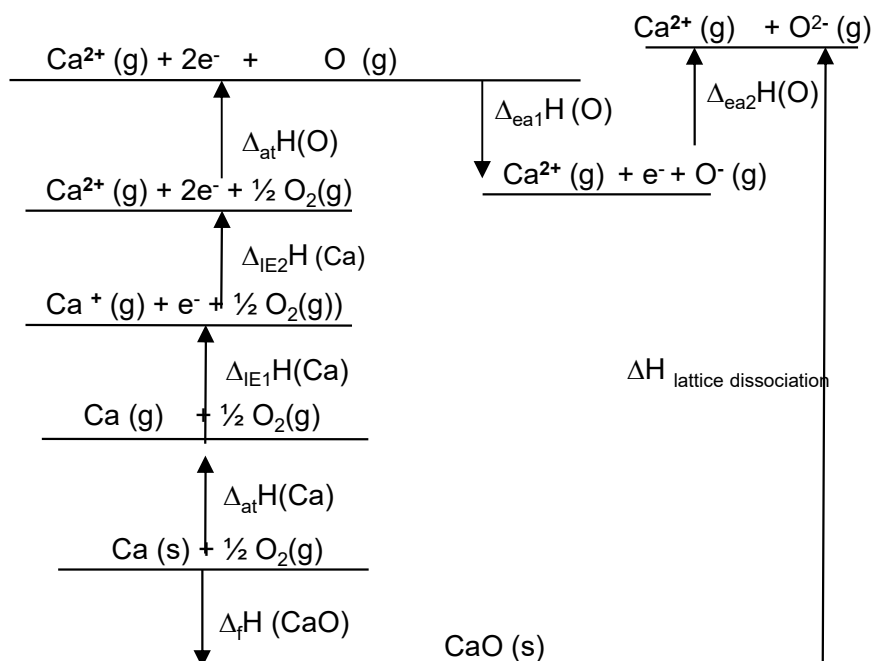 Ca²⁺ (g) + O²⁻ (g)
Ca²⁺ (g) + 2e⁻ + O (g)
Δea1H (O)
Δea2H(O)
ΔatH(O)
Ca²⁺ (g) + e⁻ + O⁻ (g)
Ca²⁺ (g) + 2e⁻ + ½ O₂(g)
ΔIE2H (Ca)
Ca ⁺ (g) + e⁻ + ½ O₂(g))
ΔIE1H(Ca)
ΔH lattice dissociation
Ca (g) + ½ O₂(g)
ΔatH(Ca)
Ca (s) + ½ O₂(g)
ΔfH (CaO)
CaO (s)